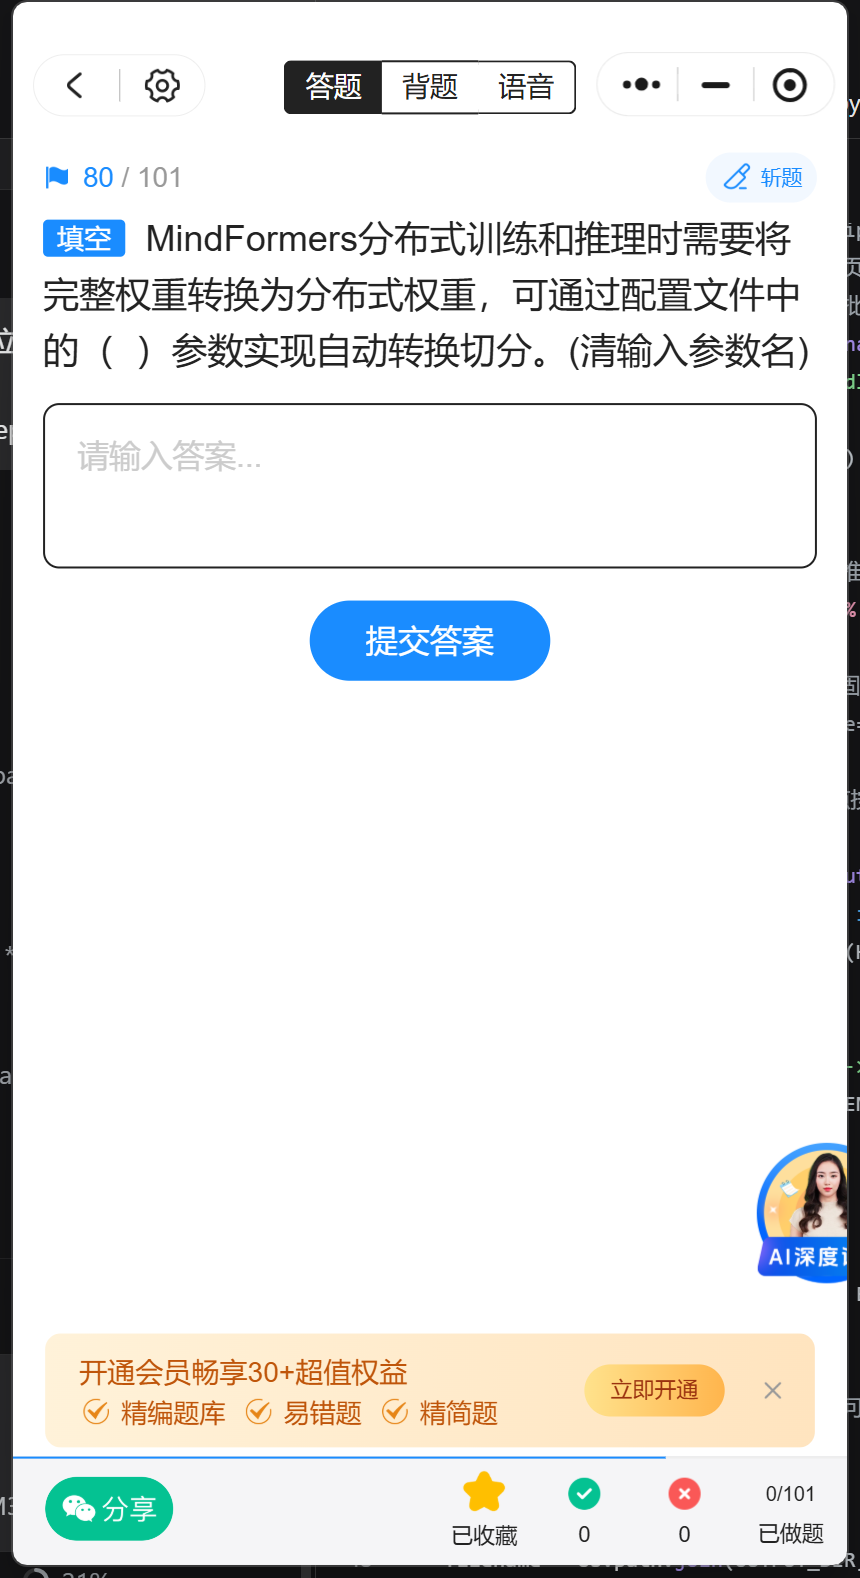 答题 背题 语音
80 / 101
斩题
填空 MindFormers分布式训练和推理时需要将
完整权重转换为分布式权重，可通过配置文件中
的（ ）参数实现自动转换切分。(清输入参数名)
请输入答案...
提交答案
AI深度
开通会员畅享30+超值权益
精编题库 易错题 精简题
立即开通
分享
已收藏
0
0
0/101
已做题